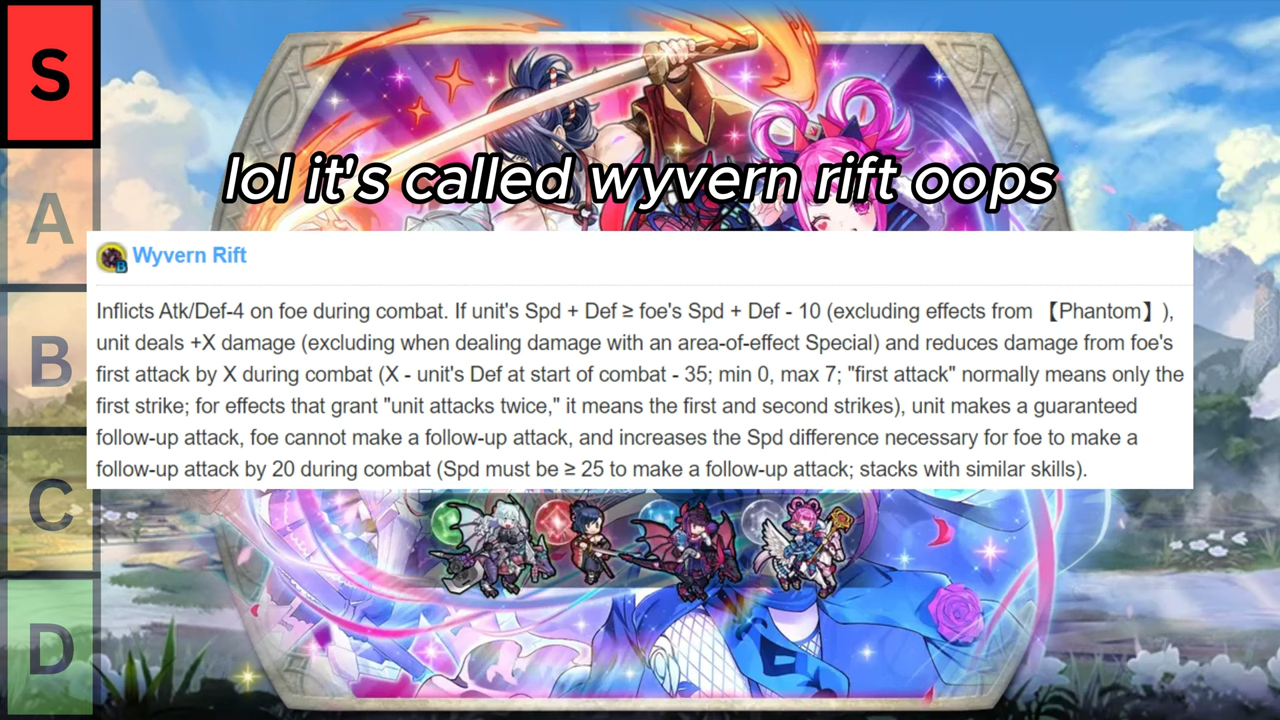 S
A
B
C
D
lol it's called wyvern rift oops
B
Wyvern Rift
Inflicts Atk/Def-4 on foe during combat. If unit's Spd + Def ≥ foe's Spd + Def - 10 (excluding effects from 【Phantom】),
unit deals +X damage (excluding when dealing damage with an area-of-effect Special) and reduces damage from foe's
first attack by X during combat (X - unit's Def at start of combat - 35; min 0, max 7; "first attack" normally means only the
first strike; for effects that grant "unit attacks twice," it means the first and second strikes), unit makes a guaranteed
follow-up attack, foe cannot make a follow-up attack, and increases the Spd difference necessary for foe to make a
follow-up attack by 20 during combat (Spd must be ≥ 25 to make a follow-up attack; stacks with similar skills).